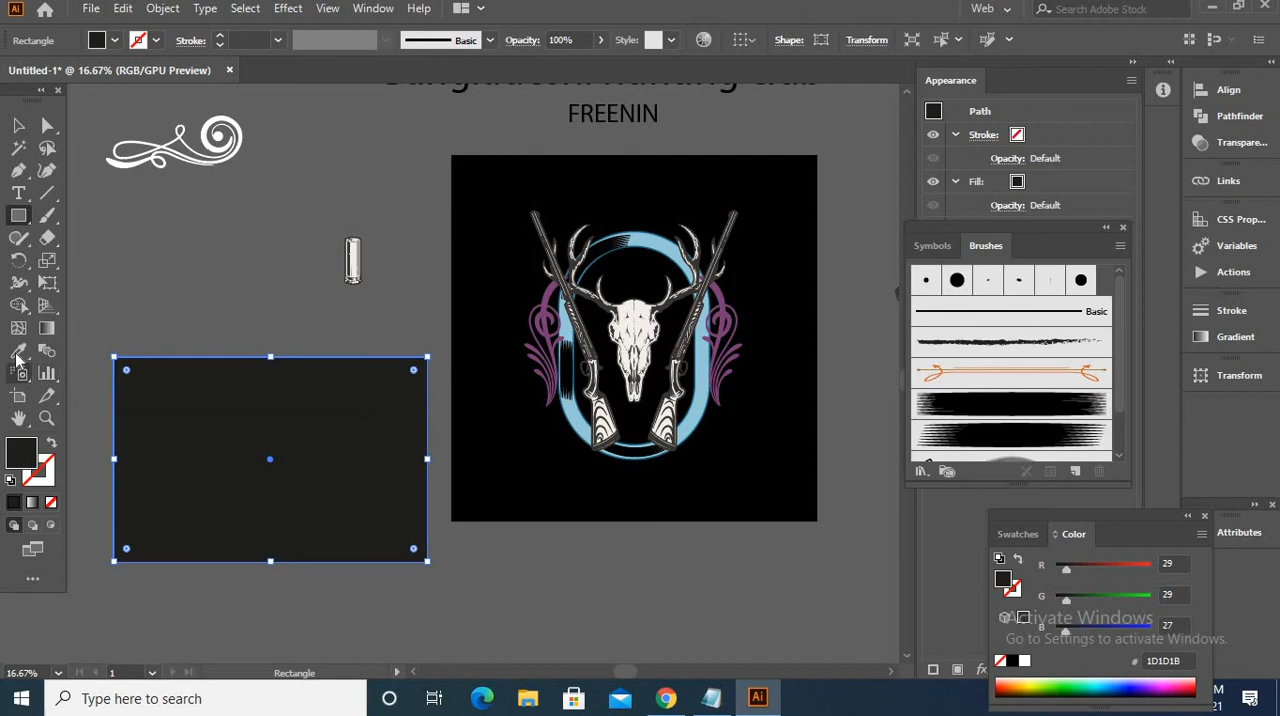 Ai File Edit Object Type Select Effect View Window Help Web Search Adobe Stock
Rectangle Stroke: Basic Opacity: 100% Style: Shape: Transform
Untitled-1* @ 16.67% (RGB/GPU Preview)
FREENIN
Appearance
Path
Stroke:
Opacity: Default
Fill:
Opacity: Default
Symbols Brushes
Basic
Align
Pathfinder
Transpare...
Links
CSS Prop...
Variables
Actions
Stroke
Gradient
Transform
Attributes
Swatches Color
R 29
G 29
B 27
# 1D1D1B
Activate Windows
Go to Settings to activate Windows.
16.67% 1 Rectangle
Type here to search
Ai
M
21